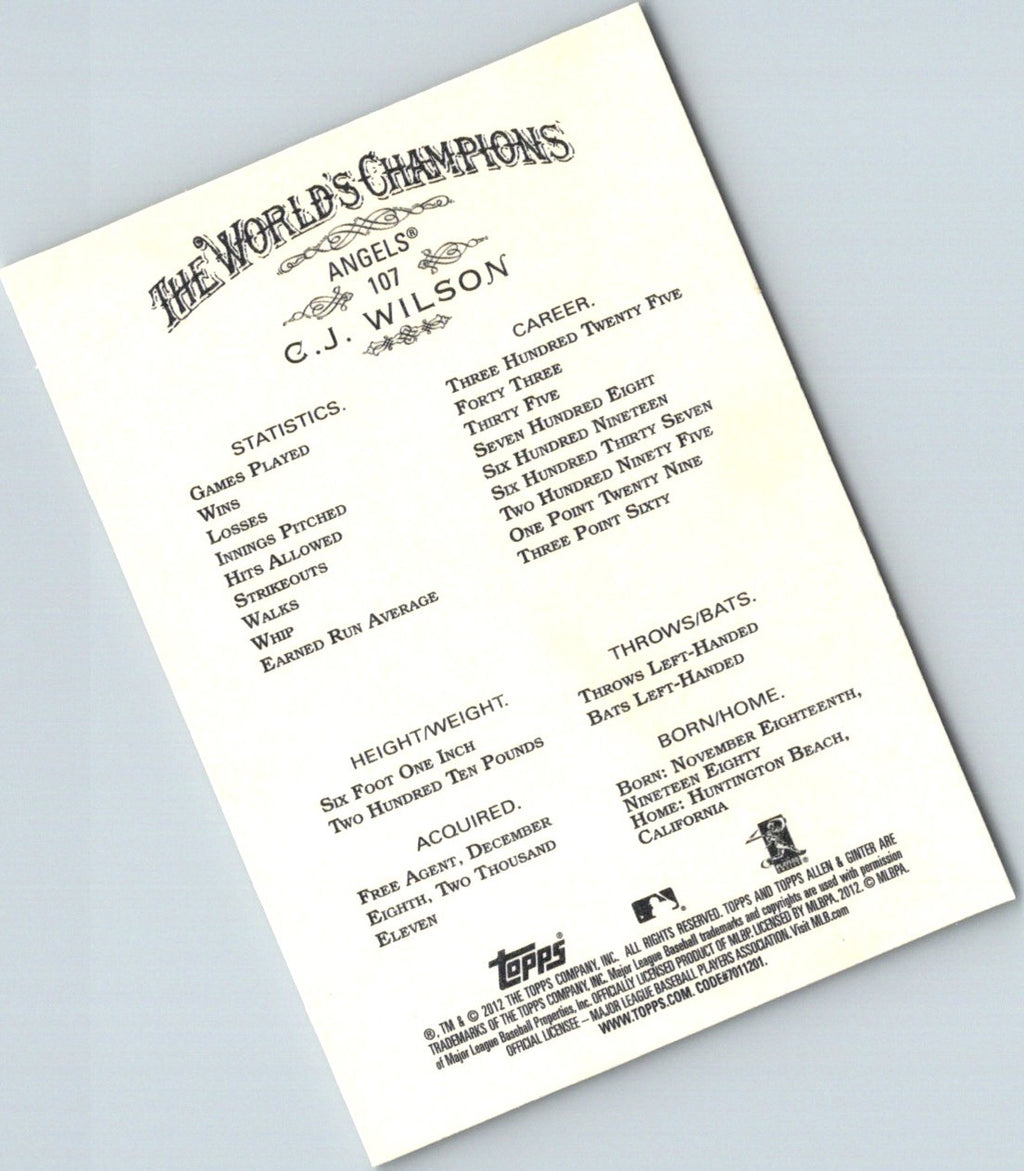 THE WORLD'S CHAMPIONS
ANGELS®
107
C.J. WILSON
STATISTICS.
GAMES PLAYED
WINS
LOSSES
INNINGS PITCHED
HITS ALLOWED
STRIKEOUTS
WALKS
WHIP
EARNED RUN AVERAGE
CAREER.
THREE HUNDRED TWENTY FIVE
FORTY THREE
THIRTY FIVE
SEVEN HUNDRED EIGHT
SIX HUNDRED NINETEEN
SIX HUNDRED THIRTY SEVEN
TWO HUNDRED NINETY FIVE
ONE POINT TWENTY NINE
THREE POINT SIXTY
HEIGHT/WEIGHT.
SIX FOOT ONE INCH
TWO HUNDRED TEN POUNDS
THROWS/BATS.
THROWS LEFT-HANDED
BATS LEFT-HANDED
ACQUIRED.
FREE AGENT, DECEMBER
EIGHTH, TWO THOUSAND
ELEVEN
BORN/HOME.
BORN: NOVEMBER EIGHTEENTH,
NINETEEN EIGHTY
HOME: HUNTINGTON BEACH,
CALIFORNIA
topps®
®, TM & © 2012 THE TOPPS COMPANY, INC. ALL RIGHTS RESERVED. TOPPS AND TOPPS ALLEN & GINTER ARE
TRADEMARKS OF THE TOPPS COMPANY, INC. Major League Baseball trademarks and copyrights are used with permission
of Major League Baseball Properties, Inc. OFFICIALLY LICENSED PRODUCT OF MLBP. LICENSED BY MLBPA, 2012. © MLBPA.
OFFICIAL LICENSEE – MAJOR LEAGUE BASEBALL PLAYERS ASSOCIATION. Visit MLB.com
WWW.TOPPS.COM. CODE#7011201.